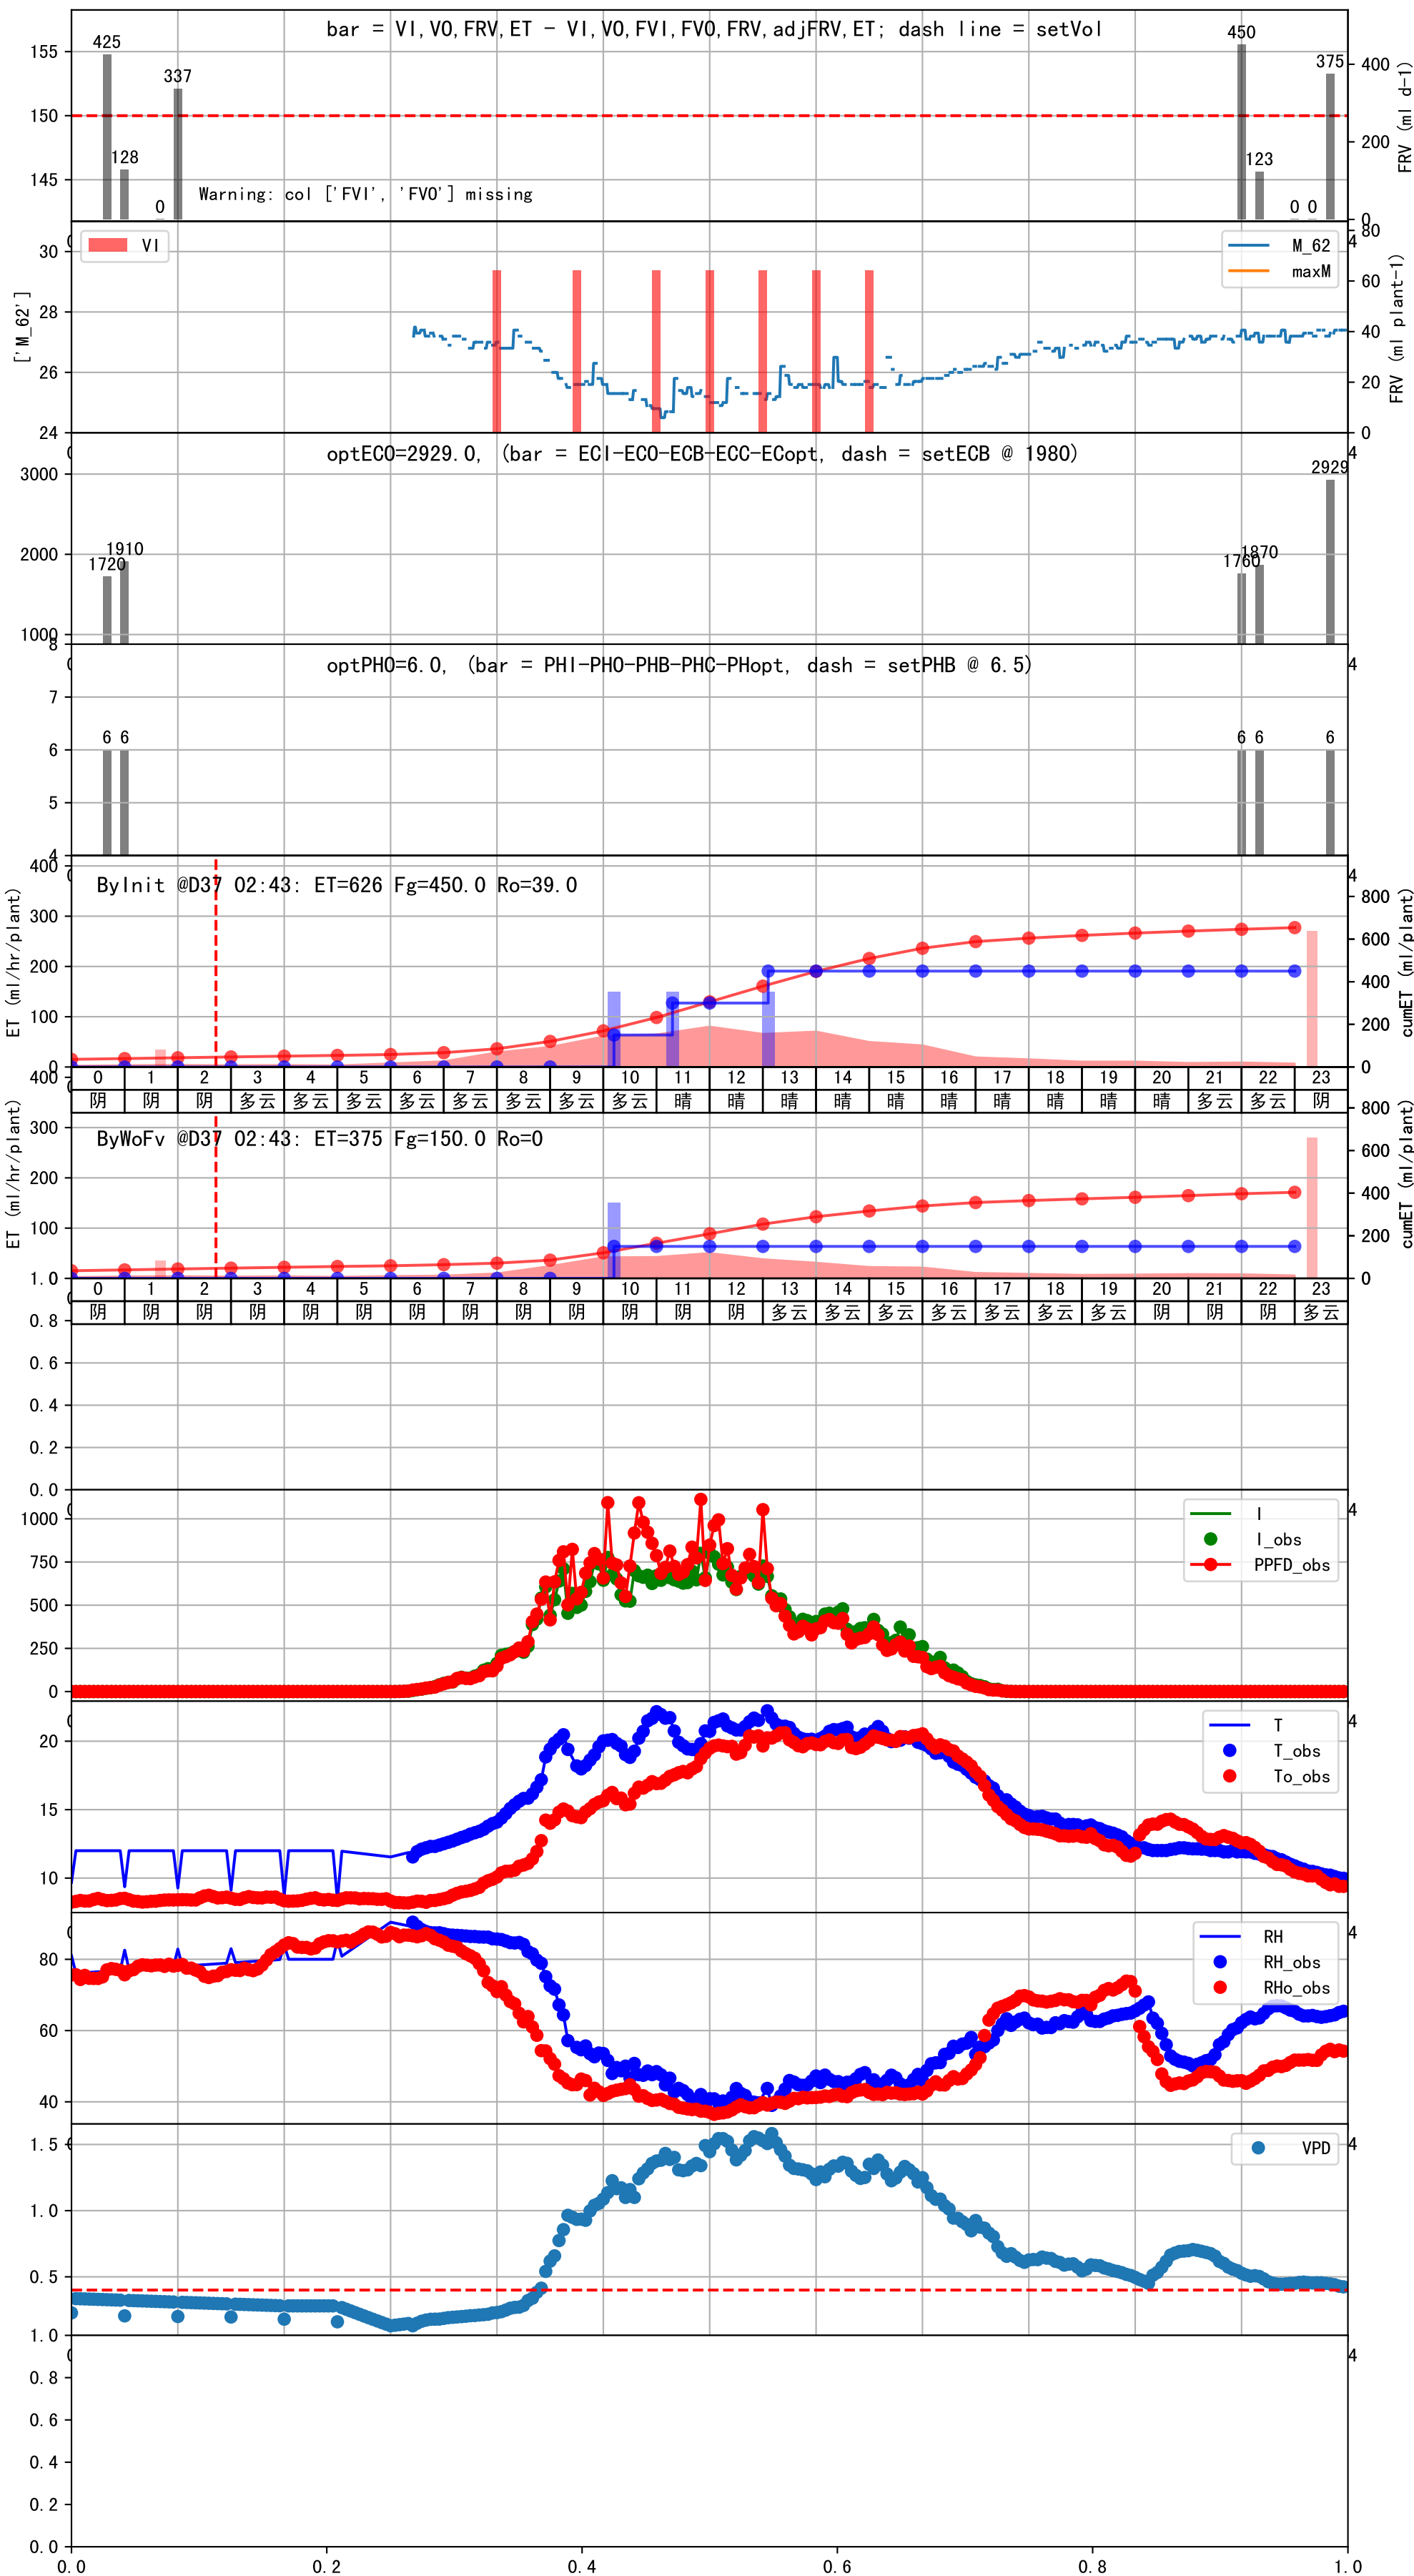 bar = VI,VO,FRV,ET - VI,VO,FVI,FVO,FRV,adjFRV,ET; dash line = setVol
425 128 0 337 450 123 0 0 375
155 150 145
400 200 0
FRV (ml d-1)
Warning: col ['FVI', 'FVO'] missing
VI
M_62
maxM
['M_62']
30 28 26 24
80 60 40 20 0
FRV (ml plant-1)
optECO=2929.0, (bar = ECI-ECO-ECB-ECC-ECopt, dash = setECB @ 1980)
3000 2000 1000
1720 1910 1760 1870 2929
optPHO=6.0, (bar = PHI-PHO-PHB-PHC-PHopt, dash = setPHB @ 6.5)
8 7 6 5 4
6 6 6 6 6
ByInit @D37 02:43: ET=626 Fg=450.0 Ro=39.0
ET (ml/hr/plant)
400 300 200 100 0
800 600 400 200 0
cumET (ml/plant)
0 1 2 3 4 5 6 7 8 9 10 11 12 13 14 15 16 17 18 19 20 21 22 23
阴 阴 阴 多云 多云 多云 多云 多云 多云 多云 多云 晴 晴 晴 晴 晴 晴 晴 晴 晴 晴 多云 多云 阴
ByWoFv @D37 02:43: ET=375 Fg=150.0 Ro=0
ET (ml/hr/plant)
400 300 200 100
800 600 400 200 0
cumET (ml/plant)
0 1 2 3 4 5 6 7 8 9 10 11 12 13 14 15 16 17 18 19 20 21 22 23
阴 阴 阴 阴 阴 阴 阴 阴 阴 阴 阴 阴 阴 多云 多云 多云 多云 多云 多云 多云 阴 阴 阴 多云
1.0 0.8 0.6 0.4 0.2 0.0
I
I_obs
PPFD_obs
1000 750 500 250 0
T
T_obs
To_obs
20 15 10
RH
RH_obs
RHo_obs
80 60 40
VPD
1.5 1.0 0.5
1.0 0.8 0.6 0.4 0.2 0.0
0.0 0.2 0.4 0.6 0.8 1.0